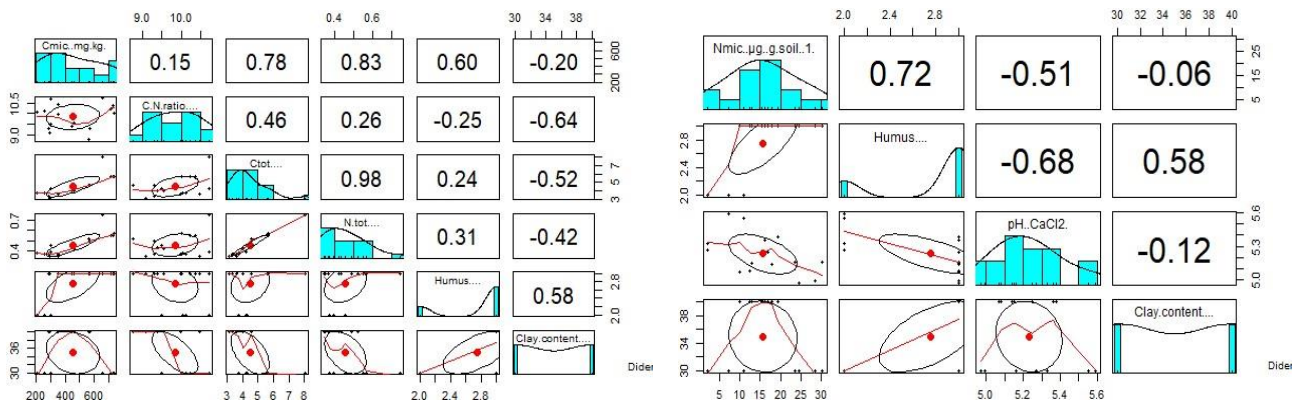 9.0 10.0 0.4 0.6 30 34 38
Cmic..mg.kg. 0.15 0.78 0.83 0.60 -0.20 200 600
9.0 10.5 C.N.ratio.... 0.46 0.26 -0.25 -0.64
Ctot.... 0.98 0.24 -0.52 3 5 7
0.4 0.7 N.tot.... 0.31 -0.42
Humus.... 0.58 2.0 2.8
30 36 Clay.content....
200 400 600 3 4 5 6 7 8 2.0 2.4 2.8
Dider
2.0 2.4 2.8 30 32 34 36 38 40
Nmic..µg..g.soil..1. 0.72 -0.51 -0.06 5 15 25
2.0 2.4 2.8 Humus.... -0.68 0.58
pH..CaCl2. -0.12 5.0 5.3 5.6
30 34 38 Clay.content....
5 10 15 20 25 30 5.0 5.2 5.4 5.6
Dider